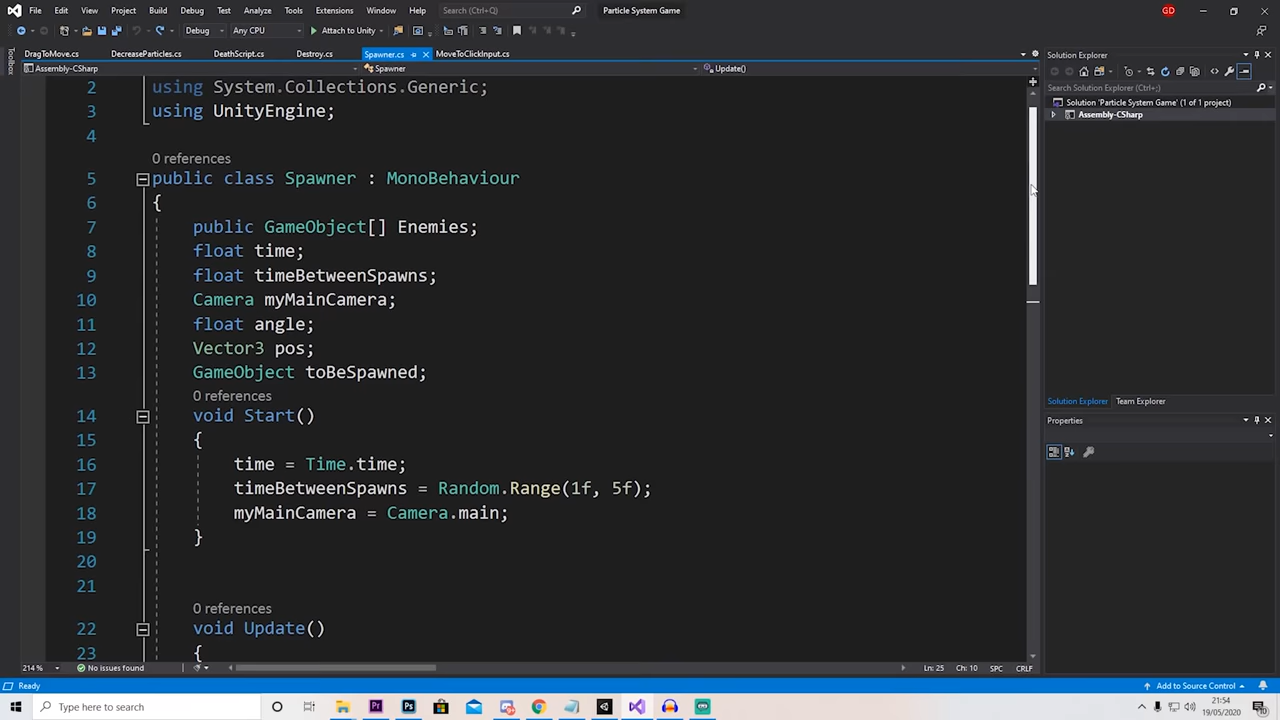 File Edit View Project Build Debug Test Analyze Tools Extensions Window Help Search (Ctrl+Q) Particle System Game GD
Debug Any CPU Attach to Unity
DragToMove.cs DecreaseParticles.cs DeathScript.cs Destroy.cs Spawner.cs MoveToClickInput.cs
Assembly-CSharp Spawner Update()
2 using System.Collections.Generic;
3 using UnityEngine;
4
0 references
5 public class Spawner : MonoBehaviour
6 {
7 public GameObject[] Enemies;
8 float time;
9 float timeBetweenSpawns;
10 Camera myMainCamera;
11 float angle;
12 Vector3 pos;
13 GameObject toBeSpawned;
0 references
14 void Start()
15 {
16 time = Time.time;
17 timeBetweenSpawns = Random.Range(1f, 5f);
18 myMainCamera = Camera.main;
19 }
20
21
0 references
22 void Update()
23 {
214 % No issues found Ln: 25 Ch: 10 SPC CRLF
Toolbox
Solution Explorer
Search Solution Explorer (Ctrl+;)
Solution 'Particle System Game' (1 of 1 project)
Assembly-CSharp
Solution Explorer Team Explorer
Properties
Ready Add to Source Control
Type here to search
21:54
19/05/2020